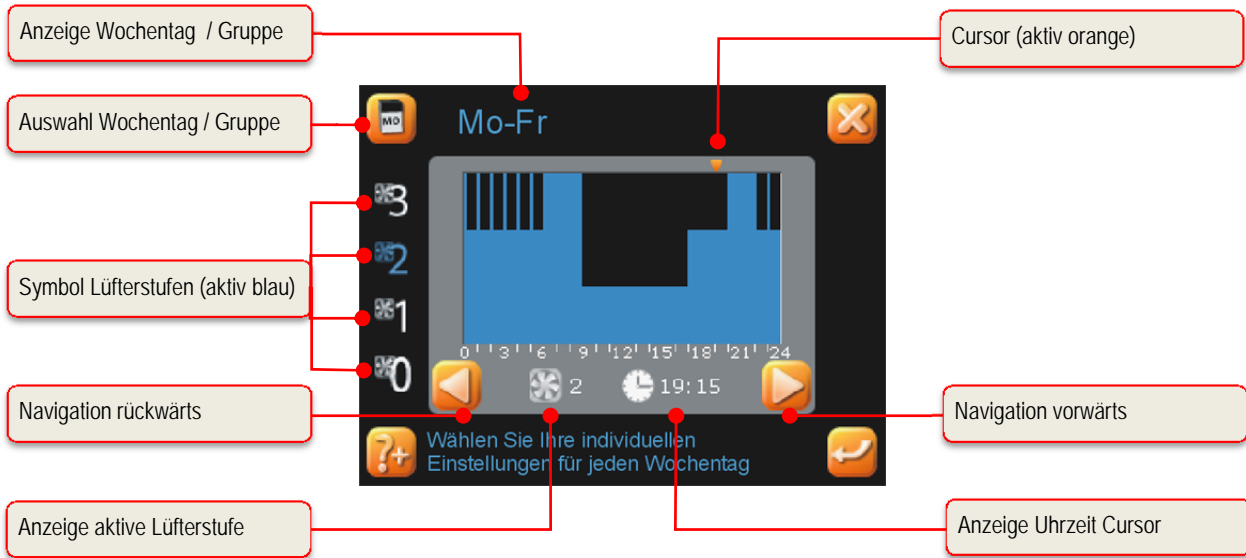 Anzeige Wochentag / Gruppe
Cursor (aktiv orange)
Auswahl Wochentag / Gruppe
MO
Mo-Fr
3
2
Symbol Lüfterstufen (aktiv blau)
1
0
0 3 6 9 12 15 18 21 24
2 19:15
Navigation rückwärts
Navigation vorwärts
?+
Wählen Sie Ihre individuellen
Einstellungen für jeden Wochentag
Anzeige aktive Lüfterstufe
Anzeige Uhrzeit Cursor